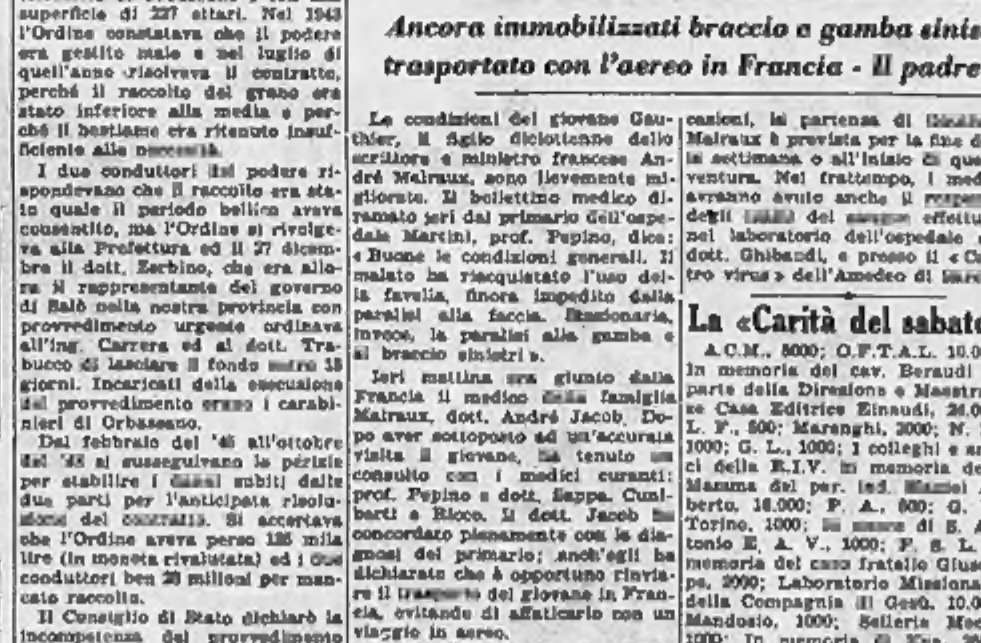 superficie di 227 ettari. Nel 1943
l'Ordine constatava che il podere
era gestito male e nel luglio di
quell'anno risolveva il contratto,
perché il raccolto del grano era
stato inferiore alla media e per-
ché il bestiame era ritenuto insuf-
ficiente alle necessità.
I due conduttori del podere ri-
spondevano che il raccolto era sta-
to quale il periodo bellico aveva
consentito, ma l'Ordine si rivolge-
va alla Prefettura ed il 27 dicem-
bre il dott. Zerbino, che era allo-
ra il rappresentante del governo
di Salò nella nostra provincia con
provvedimento urgente ordinava
all'ing. Carrera ed al dott. Tra-
bucco di lasciare il fondo entro 15
giorni. Incaricati della esecuzione
del provvedimento erano i carabi-
nieri di Orbassano.
Dal febbraio del '45 all'ottobre
del si susseguivano le perizie
per stabilire i danni subiti dalle
due parti per l'anticipata risolu-
zione del contratto. Si accertava
che l'Ordine aveva perso mila
lire (in moneta rivalutata) ed i due
conduttori ben milioni per man-
cato raccolto.
Il Consiglio di Stato dichiarò la
incompetenza del provvedimento
Ancora immobilizzati braccio e gamba sinis
trasportato con l'aereo in Francia - Il padre
Le condizioni del giovane Gau-
thier, il figlio diciottenne dello
scrittore e ministro francese An-
dré Malraux, sono lievemente mi-
gliorate. Il bollettino medico di-
ramato ieri dal primario dell'ospe-
dale Martini, prof. Pepino, dice:
« Buone le condizioni generali. Il
malato ha riacquistato l'uso del-
la favella, finora impedito dalla
paralisi alla faccia. Stazionaria,
invece, la paralisi alla gamba e
al braccio sinistri ».
Ieri mattina era giunto dalla
Francia il medico della famiglia
Malraux, dott. André Jacob. Do-
po aver sottoposto ad un'accurata
visita il giovane, ha tenuto un
consulto con i medici curanti:
prof. Pepino e dott. Sappa. Cuni-
berti e Ricco. Il dott. Jacob ha
concordato pienamente con le dia-
gnosi del primario; anch'egli ha
dichiarato che è opportuno rinvia-
re il trasporto del giovane in Fran-
cia, evitando di affaticarlo con un
viaggio in aereo.
casioni, la partenza di
Malraux è prevista per la fine d
la settimana o all'inizio di que
ventura. Nel frattempo, i med
avranno avuto anche il
degli del effettu
nel laboratorio dell'ospedale
dott. Ghibaudi, e presso il « Ce
tro virus » dell'Amedeo di
La «Carità del sabato
A.C.M., 5000; O.F.T.A.L. 10.0
In memoria del cav. Beraudi
parte della Direzione e Maestra
ze Casa Editrice Einaudi,
L. F., 500; Marenghi, 2000; N.
1000; G. L., 1000; I colleghi e am
ci della R.I.V. in memoria de
Mamma del per. ind.
berto, 16.000; P. A., 500; G.
Torino, 1000; di S. A
tonio E. A. V., 1000; P. S. L.
memoria del caro fratello Gius
pe, 2000; Laboratorio Missiona
della Compagnia di Gesù, 10.0
Mandosio, 1000; Selleria
1000; In memoria